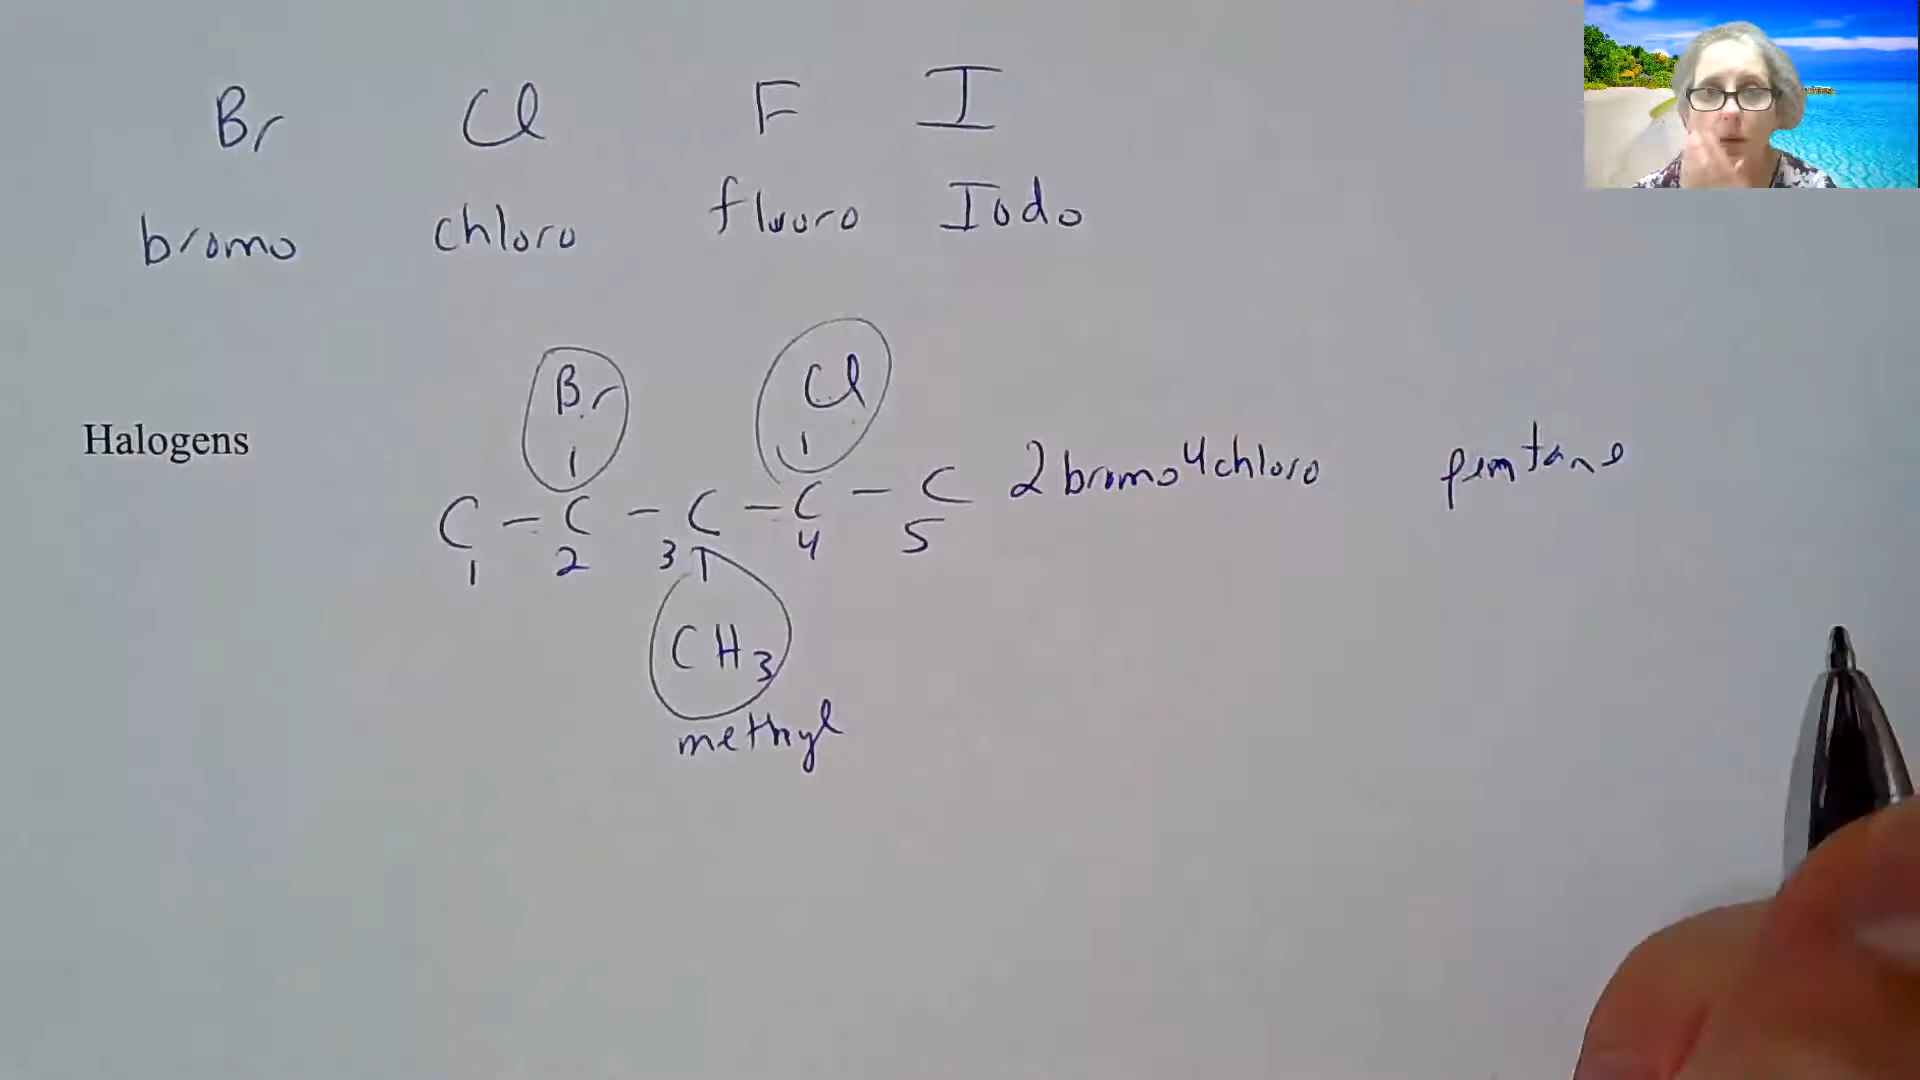 Br Cl F I
bromo chloro fluoro Iodo
Br Cl
Halogens
C - C - C - C - C 2 bromo 4 chloro pentane
1 2 3 4 5
CH3
methyl